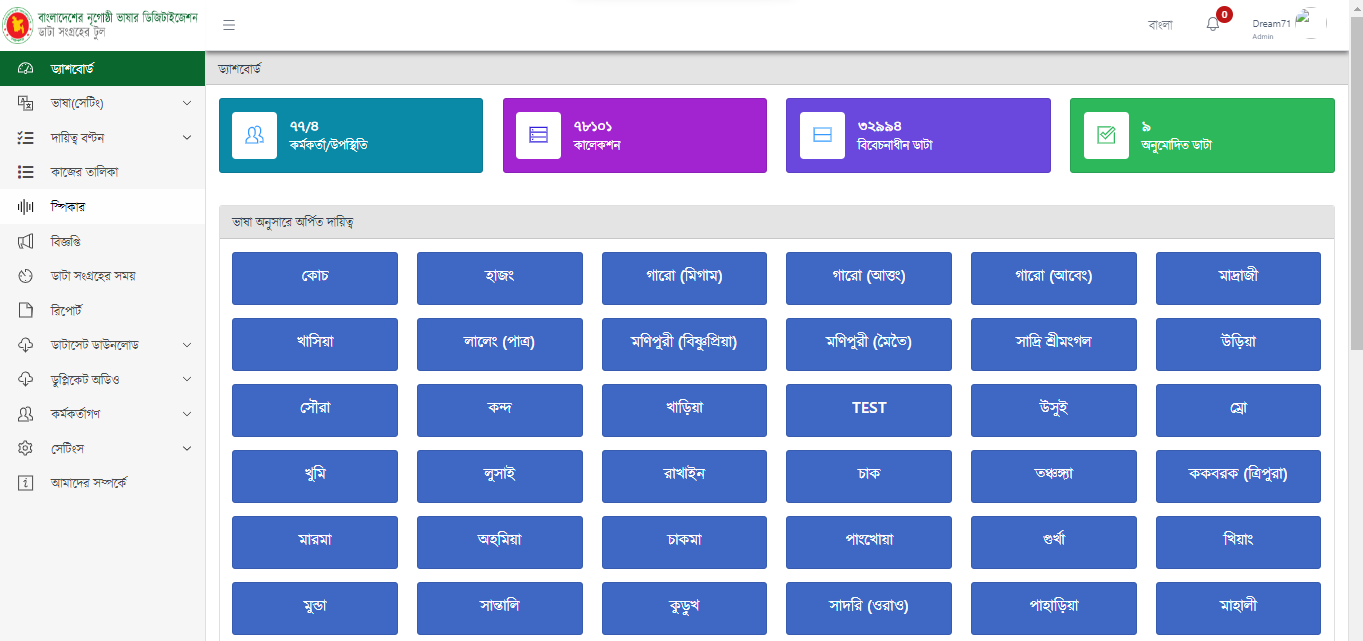 বাংলাদেশের নৃগোষ্ঠী ভাষার ডিজিটাইজেশন
ডাটা সংগ্রহের টুল
বাংলা
0
Dream71
Admin
ড্যাশবোর্ড
ভাষা(সেটিং)
দায়িত্ব বণ্টন
কাজের তালিকা
স্পিকার
বিজ্ঞপ্তি
ডাটা সংগ্রহের সময়
রিপোর্ট
ডাটাসেট ডাউনলোড
ডুপ্লিকেট অডিও
কর্মকর্তাগণ
সেটিংস
আমাদের সম্পর্কে
ড্যাশবোর্ড
৭৭/৪
কর্মকর্তা/উপস্থিতি
৭৮১০১
কালেকশন
৩২৯৯৪
বিবেচনাধীন ডাটা
৯
অনুমোদিত ডাটা
ভাষা অনুসারে অর্পিত দায়িত্ব
কোচ
হাজং
গারো (মিগাম)
গারো (আত্তং)
গারো (আবেং)
মাদ্রাজী
খাসিয়া
লালেং (পাত্র)
মণিপুরী (বিষ্ণুপ্রিয়া)
মণিপুরী (মৈতৈ)
সাদ্রি শ্রীমংগল
উড়িয়া
সৌরা
কন্দ
খাড়িয়া
TEST
উসুই
ম্রো
খুমি
লুসাই
রাখাইন
চাক
তঞ্চঙ্গ্যা
ককবরক (ত্রিপুরা)
মারমা
অহমিয়া
চাকমা
পাংখোয়া
গুর্খা
খিয়াং
মুন্ডা
সান্তালি
কুড়ুখ
সাদরি (ওরাও)
পাহাড়িয়া
মাহালী